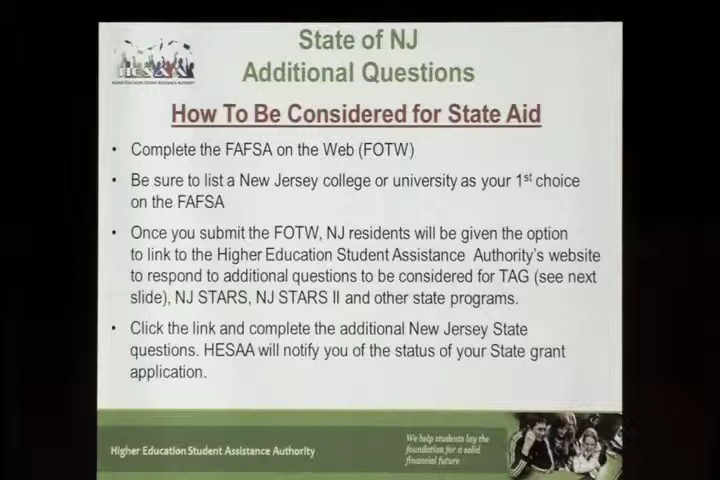 State of NJ
Additional Questions
HESAA
HIGHER EDUCATION STUDENT ASSISTANCE AUTHORITY
How To Be Considered for State Aid
• Complete the FAFSA on the Web (FOTW)
• Be sure to list a New Jersey college or university as your 1st choice
on the FAFSA
• Once you submit the FOTW, NJ residents will be given the option
to link to the Higher Education Student Assistance Authority's website
to respond to additional questions to be considered for TAG (see next
slide), NJ STARS, NJ STARS II and other state programs.
• Click the link and complete the additional New Jersey State
questions. HESAA will notify you of the status of your State grant
application.
Higher Education Student Assistance Authority
We help students lay the
foundation for a solid
financial future